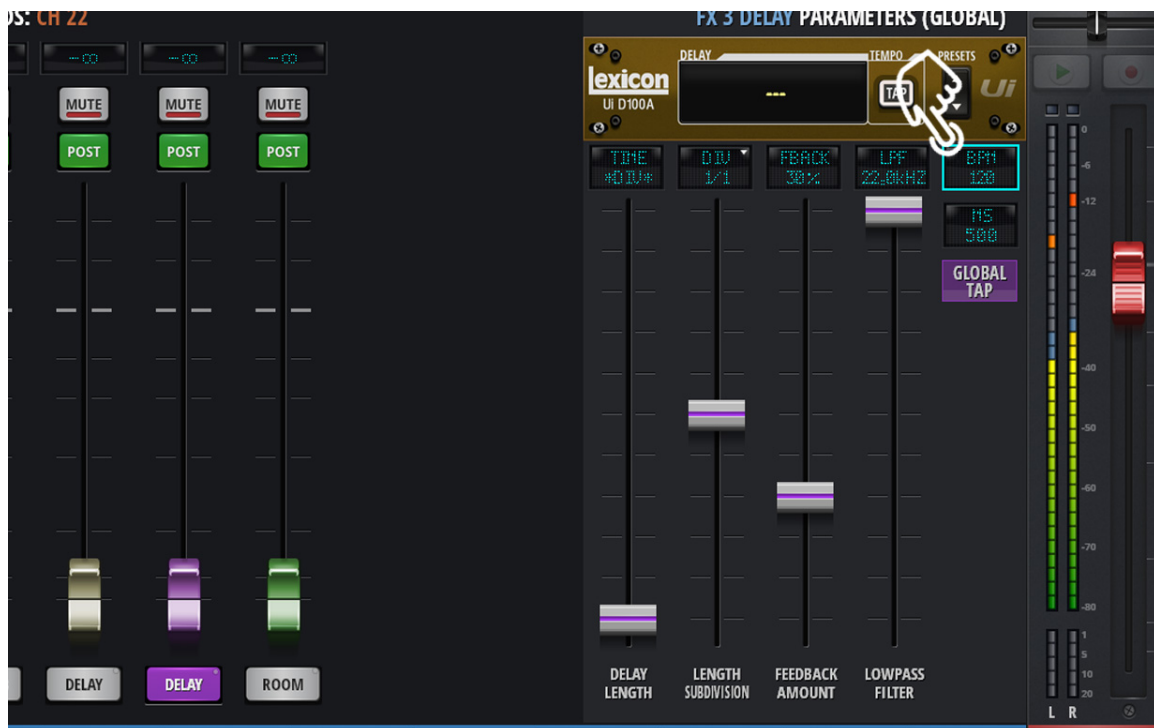 DS: CH 22
FX 3 DELAY PARAMETERS (GLOBAL)
-∞
-∞
-∞
MUTE
MUTE
MUTE
POST
POST
POST
DELAY
DELAY
ROOM
lexicon
Ui D100A
DELAY
---
TEMPO
TAP
PRESETS
Ui
TIME
*DIV*
DIV
1/1
FBACK
30%
LPF
22.0kHZ
BPM
120
MS
500
GLOBAL
TAP
DELAY
LENGTH
LENGTH
SUBDIVISION
FEEDBACK
AMOUNT
LOWPASS
FILTER
0
-6
-12
-24
-40
-50
-60
-70
-80
1
5
10
20
L R